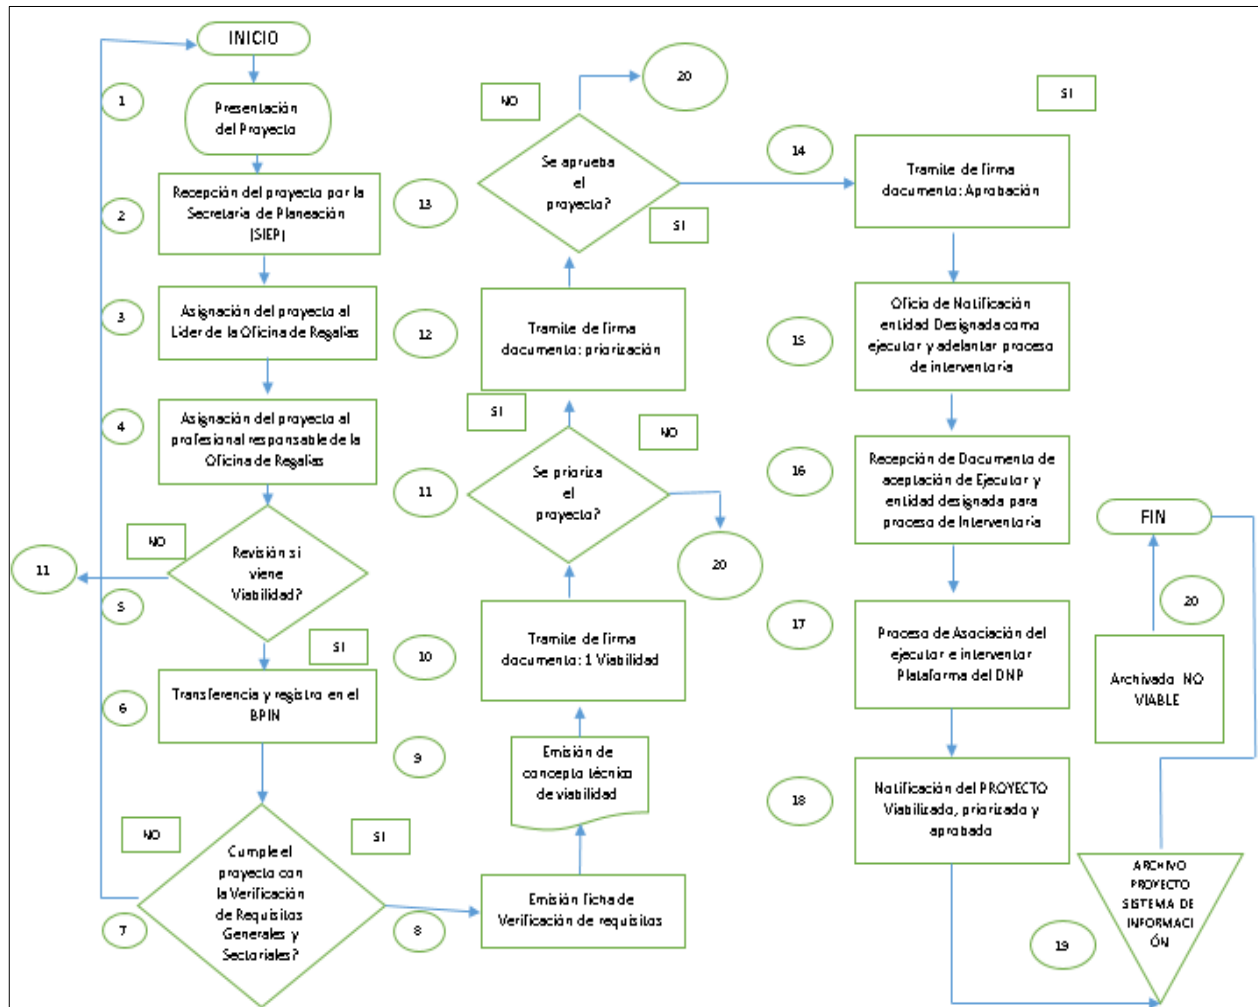 INICIO
1
Presentación
del Proyecto
2
Recepción del proyecto por la
Secretaría de Planeación
(SIEP)
3
Asignación del proyecto al
Líder de la Oficina de Regalías
4
Asignación del proyecto al
profesional responsable de la
Oficina de Regalías
NO
Revisión si
viene
Viabilidad?
11
5
SI
6
Transferencia y registro en el
BPIN
NO
SI
Cumple el
proyecto con
la Verificación
de Requisitos
Generales y
Sectoriales?
7
8
Emisión ficha de
Verificación de requisitos
9
Emisión de
concepto técnico
de viabilidad
10
Tramite de firma
documento: 1 Viabilidad
11
Se prioriza
el
proyecto?
SI
NO
20
12
Tramite de firma
documento: priorización
13
Se aprueba
el
proyecto?
NO
20
SI
14
SI
Tramite de firma
documento: Aprobación
15
Oficio de Notificación
entidad Designada como
ejecutor y adelantar proceso
de interventoría
16
Recepción de Documento de
aceptación de Ejecutor y
entidad designada para
proceso de Interventoría
17
Proceso de Asociación del
ejecutor e interventor
Plataforma del DNP
18
Notificación del PROYECTO
Viabilizado, priorizado y
aprobado
19
ARCHIVO
PROYECTO
SISTEMA DE
INFORMACI
ÓN
FIN
20
Archivado NO
VIABLE